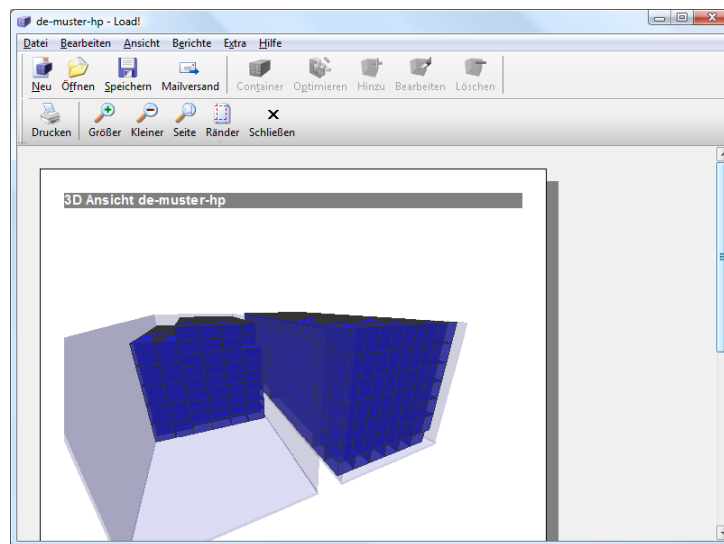 de-muster-hp - Load!
Datei Bearbeiten Ansicht Berichte Extra Hilfe
Neu Öffnen Speichern Mailversand Container Optimieren Hinzu Bearbeiten Löschen
Drucken Größer Kleiner Seite Ränder Schließen
3D Ansicht de-muster-hp